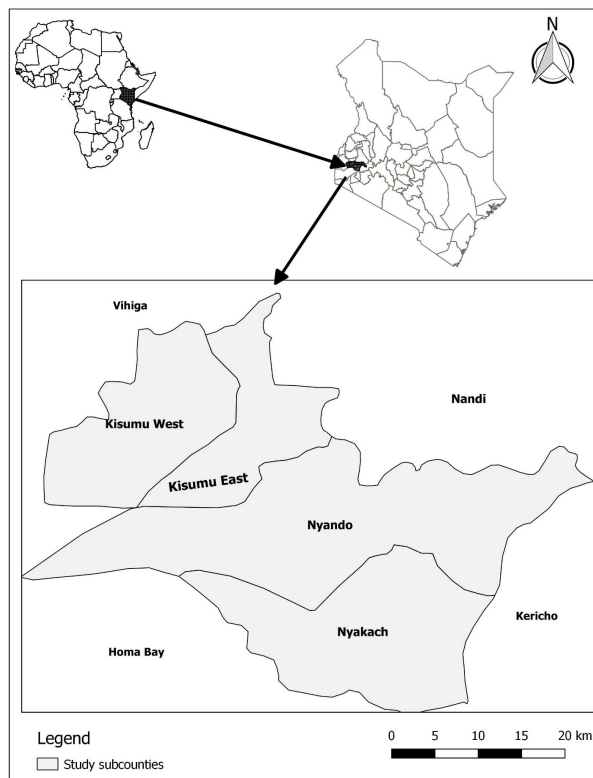 N
Vihiga
Nandi
Kisumu West
Kisumu East
Nyando
Nyakach
Kericho
Homa Bay
Legend
Study subcounties
0 5 10 15 20 km